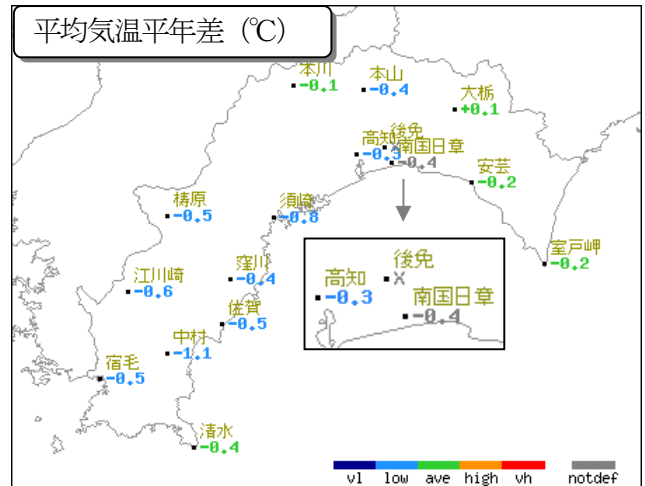 平均気温平年差（℃）
本川
-0.1
本山
-0.4
大栃
+0.1
高知
-0.3
後免
×
南国日章
-0.4
安芸
-0.2
梼原
-0.5
須崎
-0.8
室戸岬
-0.2
江川崎
-0.6
窪川
-0.4
佐賀
-0.5
中村
-1.1
宿毛
-0.5
清水
-0.4
後免
×
高知
-0.3
南国日章
-0.4
vl low ave high vh notdef